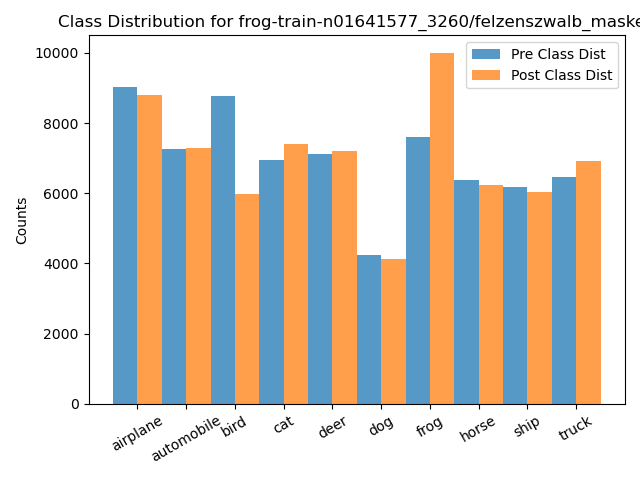 Class Distribution for frog-train-n01641577_3260/felzenszwalb_maske
Pre Class Dist
Post Class Dist
10000
8000
6000
4000
2000
0
Counts
airplane
automobile
bird
cat
deer
dog
frog
horse
ship
truck